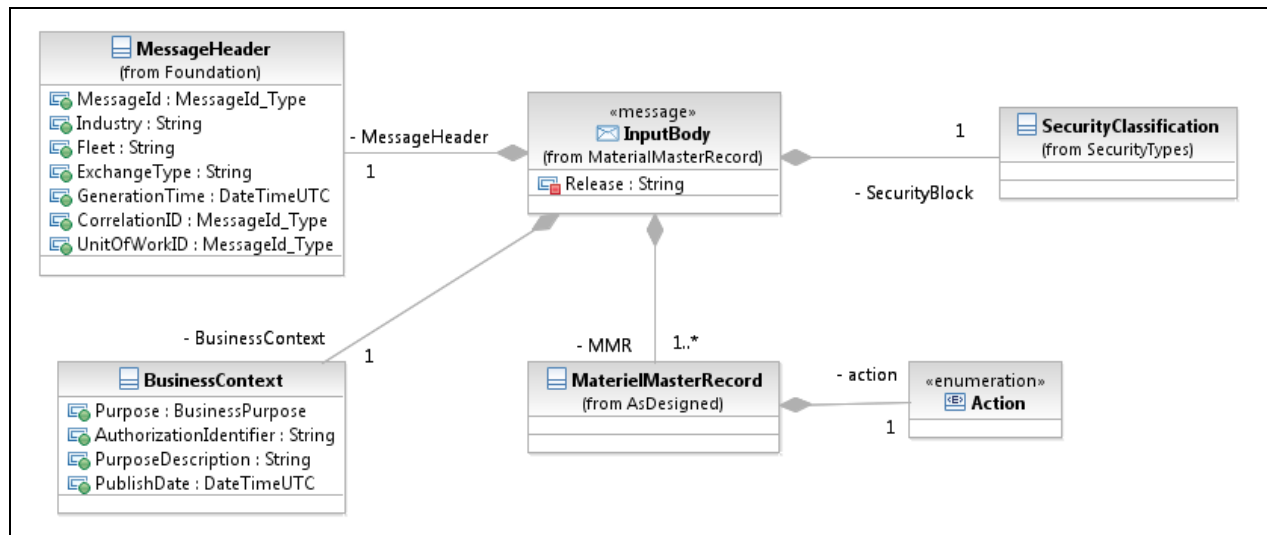 MessageHeader
(from Foundation)
MessageId : MessageId_Type
Industry : String
Fleet : String
ExchangeType : String
GenerationTime : DateTimeUTC
CorrelationID : MessageId_Type
UnitOfWorkID : MessageId_Type
- MessageHeader
1
«message»
InputBody
(from MaterialMasterRecord)
Release : String
1
- SecurityBlock
SecurityClassification
(from SecurityTypes)
- BusinessContext
1
BusinessContext
Purpose : BusinessPurpose
AuthorizationIdentifier : String
PurposeDescription : String
PublishDate : DateTimeUTC
- MMR
1..*
MaterielMasterRecord
(from AsDesigned)
- action
1
«enumeration»
<E> Action